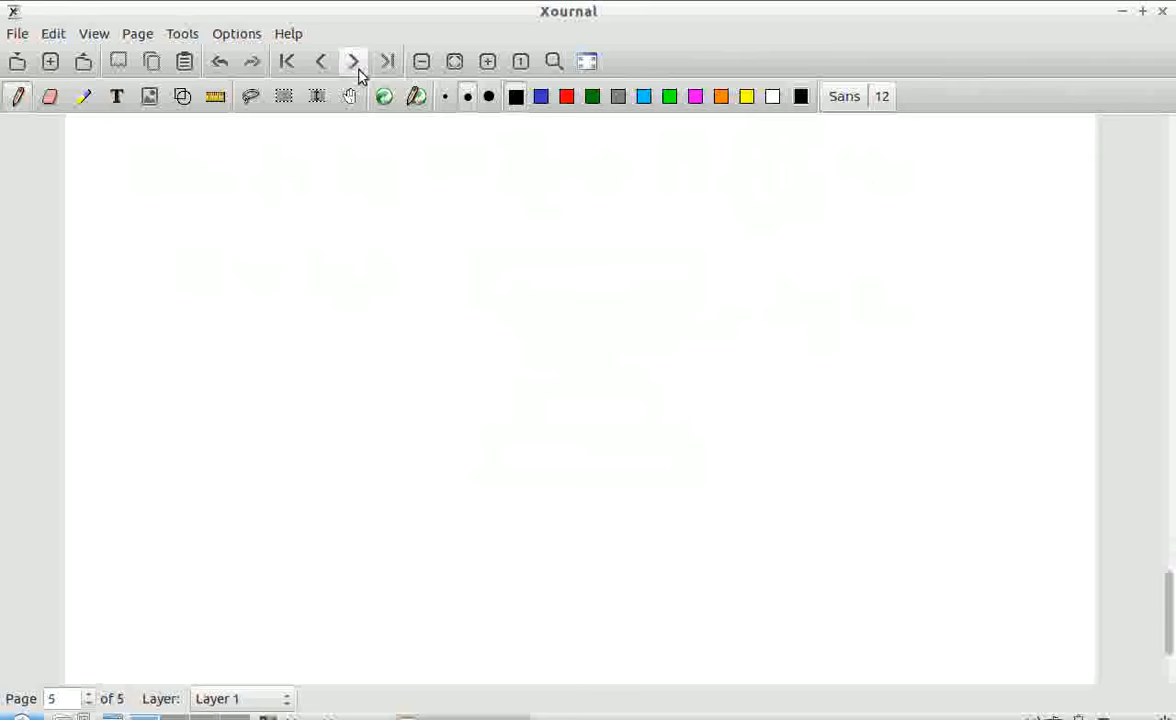 Xournal
File Edit View Page Tools Options Help
Sans 12
Page 5 of 5 Layer: Layer 1